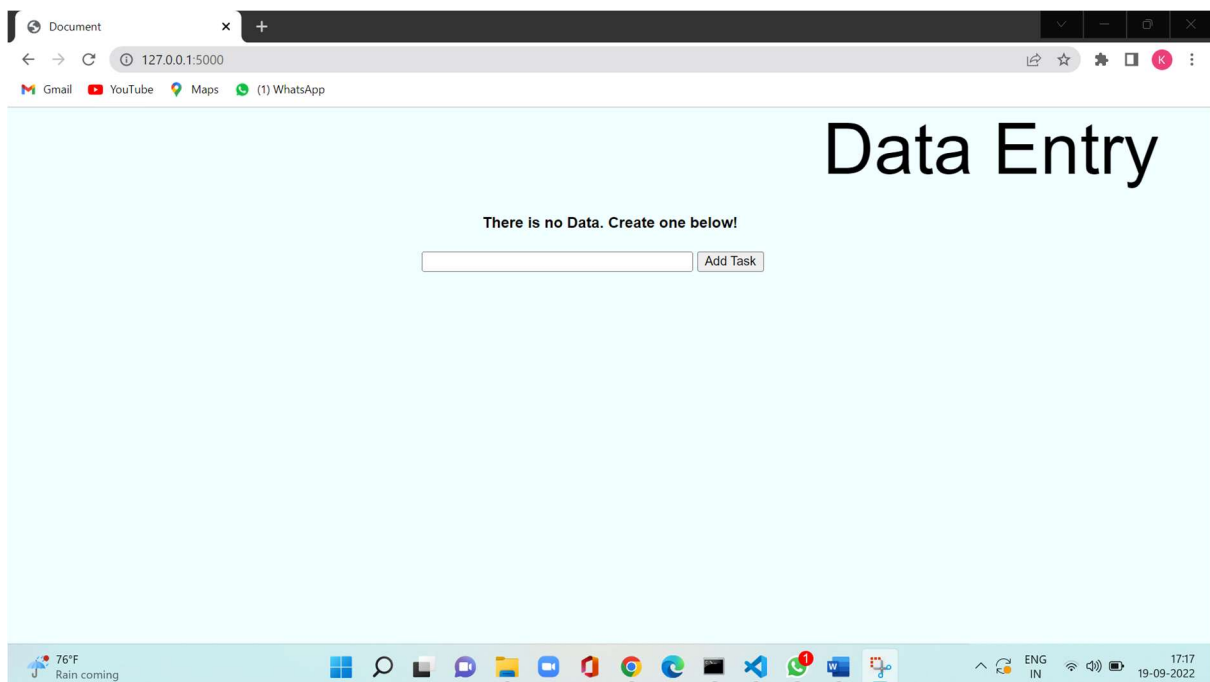 Document
127.0.0.1:5000
K
Gmail YouTube Maps (1) WhatsApp
Data Entry
There is no Data. Create one below!
Add Task
76°F
Rain coming
1
W
ENG
IN
17:17
19-09-2022